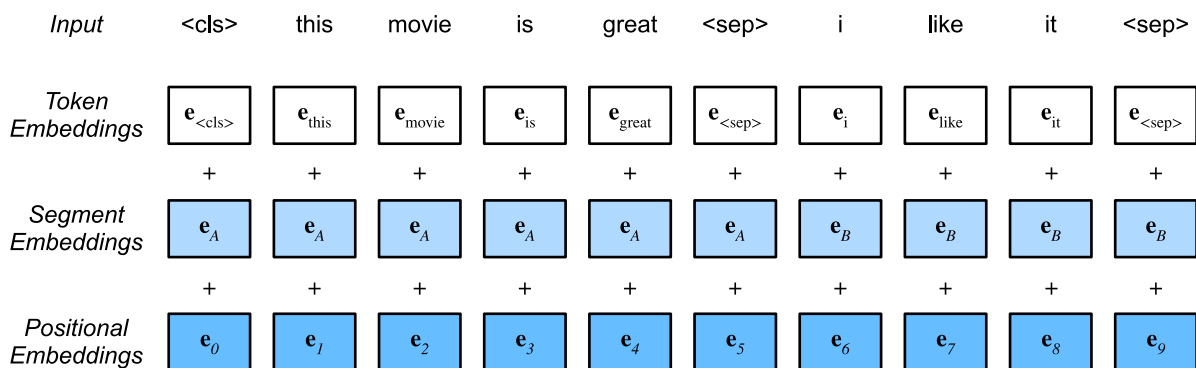 Input <cls> this movie is great <sep> i like it <sep>
Token
Embeddings
e<cls> ethis emovie eis egreat e<sep> ei elike eit e<sep>
+ + + + + + + + + +
Segment
Embeddings
eA eA eA eA eA eA eB eB eB eB
+ + + + + + + + + +
Positional
Embeddings
e0 e1 e2 e3 e4 e5 e6 e7 e8 e9